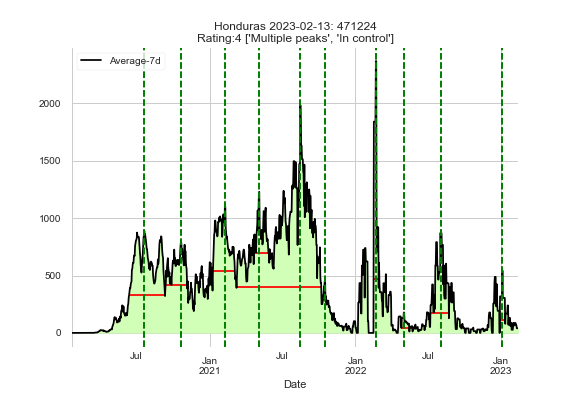 Honduras 2023-02-13: 471224
Rating:4 ['Multiple peaks', 'In control']
Average-7d
2000
1500
1000
500
0
Jul
Jan
2021
Jul
Jan
2022
Jul
Jan
2023
Date